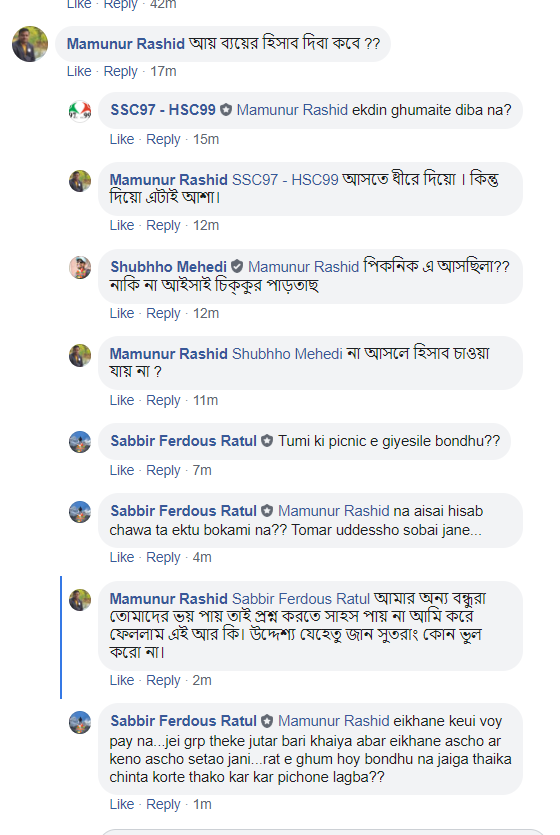 Like · Reply · 42m
Mamunur Rashid আয় ব্যয়ের হিসাব দিবা কবে ??
Like · Reply · 17m
SSC97 - HSC99 Mamunur Rashid ekdin ghumaite diba na?
Like · Reply · 15m
Mamunur Rashid SSC97 - HSC99 আসতে ধীরে দিয়ো । কিন্তু
দিয়ো এটাই আশা।
Like · Reply · 12m
Shubhho Mehedi Mamunur Rashid পিকনিক এ আসছিলা??
নাকি না আইসাই চিক্কুর পাড়তাছ
Like · Reply · 12m
Mamunur Rashid Shubhho Mehedi না আসলে হিসাব চাওয়া
যায় না ?
Like · Reply · 11m
Sabbir Ferdous Ratul Tumi ki picnic e giyesile bondhu??
Like · Reply · 7m
Sabbir Ferdous Ratul Mamunur Rashid na aisai hisab
chawa ta ektu bokami na?? Tomar uddessho sobai jane...
Like · Reply · 4m
Mamunur Rashid Sabbir Ferdous Ratul আমার অন্য বন্ধুরা
তোমাদের ভয় পায় তাই প্রশ্ন করতে সাহস পায় না আমি করে
ফেললাম এই আর কি। উদ্দেশ্য যেহেতু জান সুতরাং কোন ভুল
করো না।
Like · Reply · 2m
Sabbir Ferdous Ratul Mamunur Rashid eikhane keui voy
pay na...jei grp theke jutar bari khaiya abar eikhane ascho ar
keno ascho setao jani...rat e ghum hoy bondhu na jaiga thaika
chinta korte thako kar kar pichone lagba??
Like · Reply · 1m